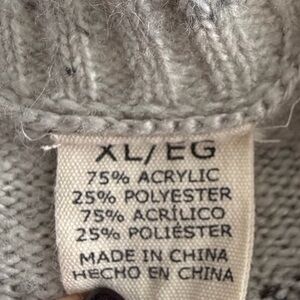 XL/EG
75% ACRYLIC
25% POLYESTER
75% ACRÍLICO
25% POLIÉSTER
MADE IN CHINA
HECHO EN CHINA